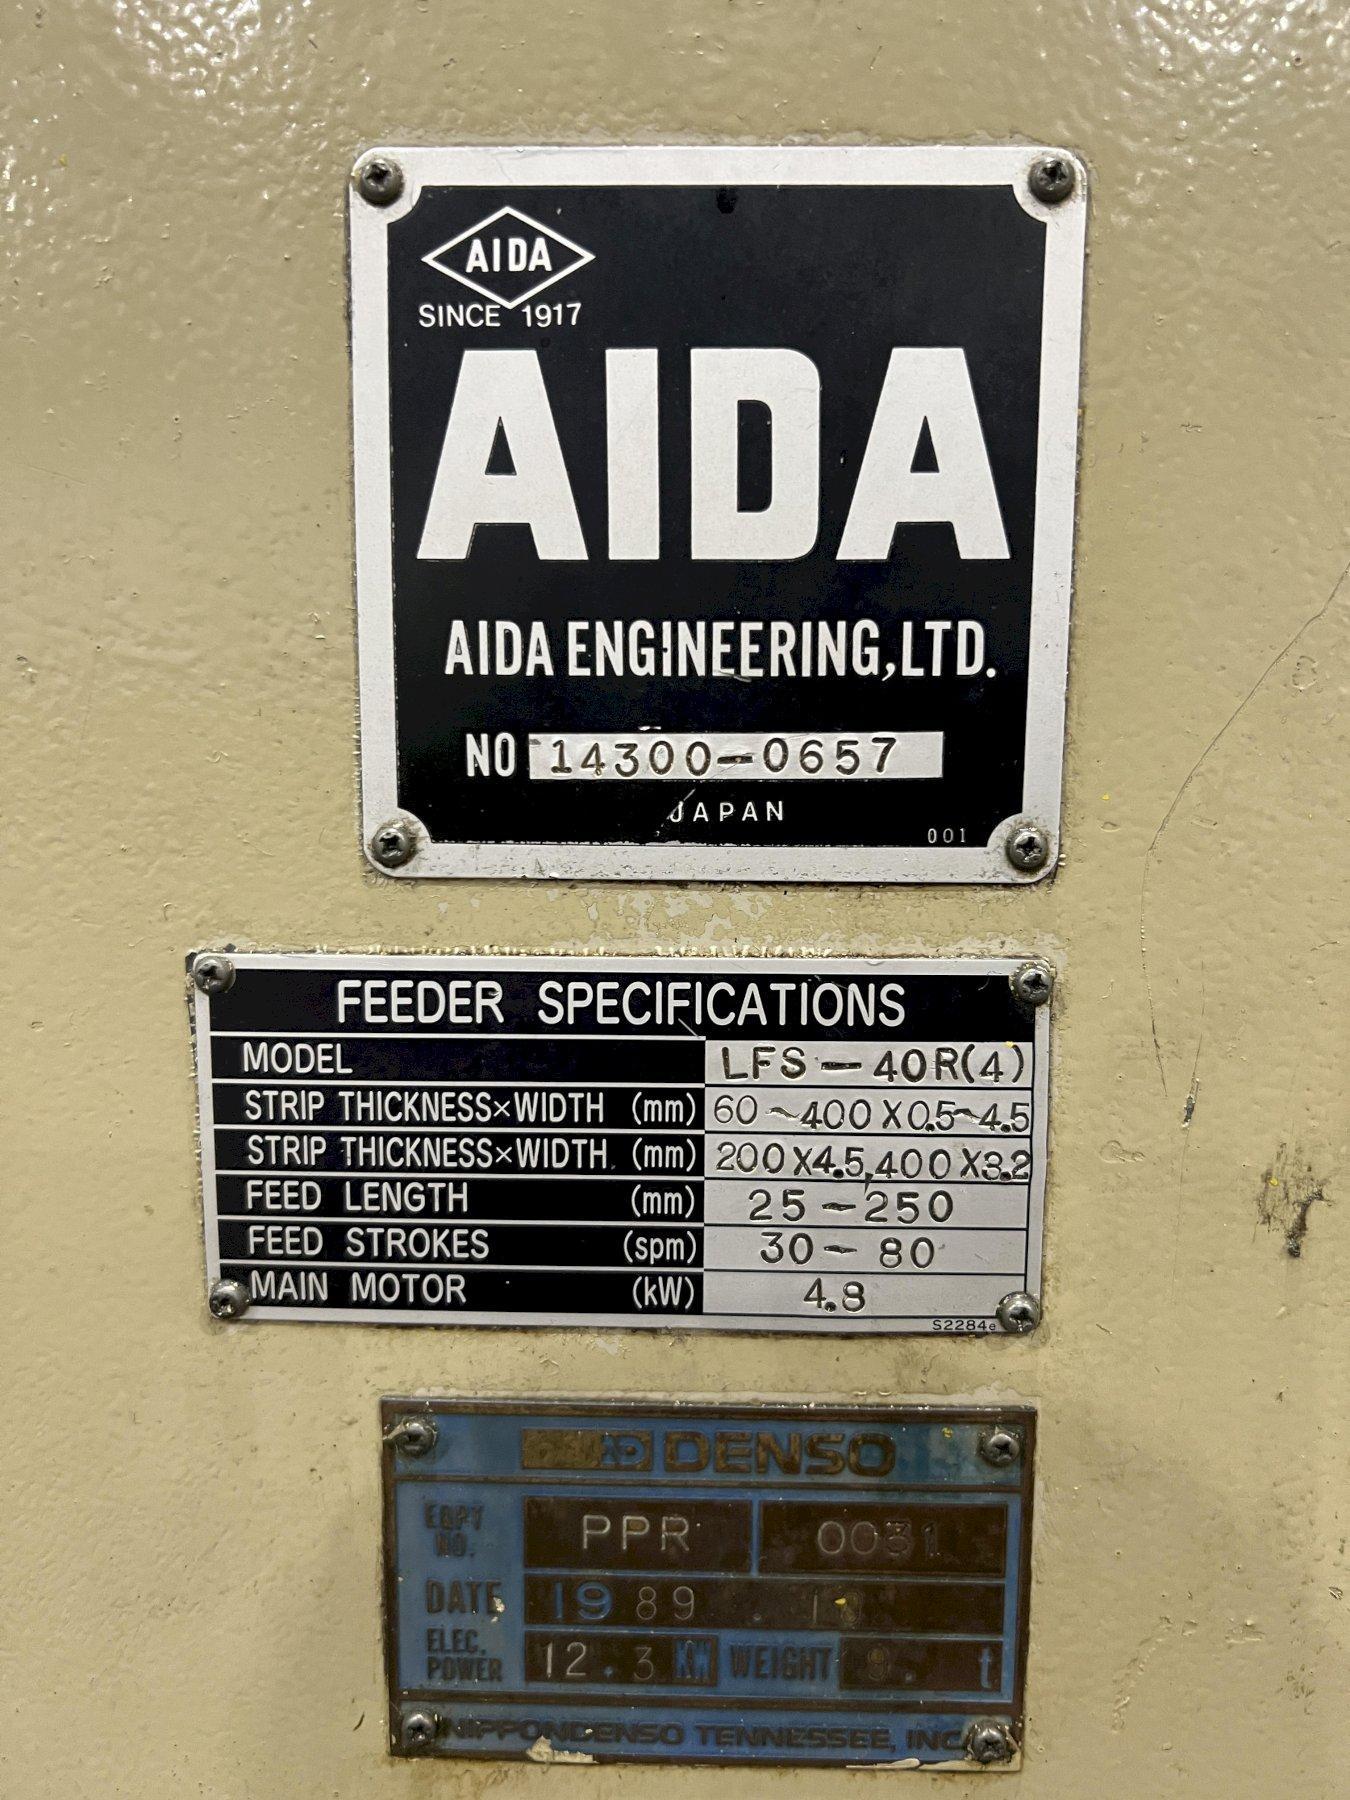 AIDA
SINCE 1917
AIDA
AIDA ENGINEERING, LTD.
NO 14300-0657
JAPAN
001
FEEDER SPECIFICATIONS
MODEL LFS-40R(4)
STRIP THICKNESS×WIDTH (mm) 60~400X0.5~4.5
STRIP THICKNESS×WIDTH (mm) 200X4.5,400X3.2
FEED LENGTH (mm) 25-250
FEED STROKES (spm) 30-80
MAIN MOTOR (kW) 4.8
S2284e
DENSO
EQPT NO. PPR 0031
DATE 1989 .
ELEC. POWER 12.3 KW WEIGHT t
NIPPONDENSO TENNESSEE, INC.